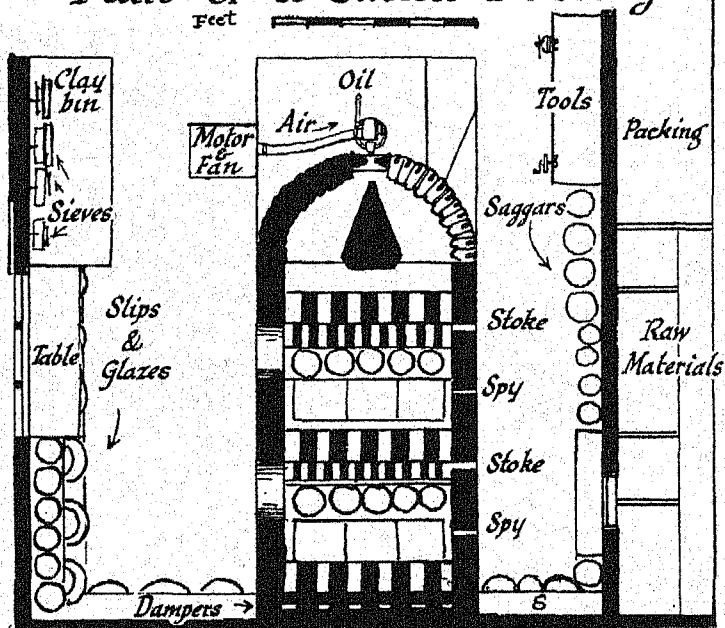 Feet
Clay
bin
Sieves
Table
Slips
&
Glazes
Motor
&
Fan
Air
Oil
Tools
Packing
Saggars
Stoke
Spy
Stoke
Spy
Raw
Materials
Dampers
S